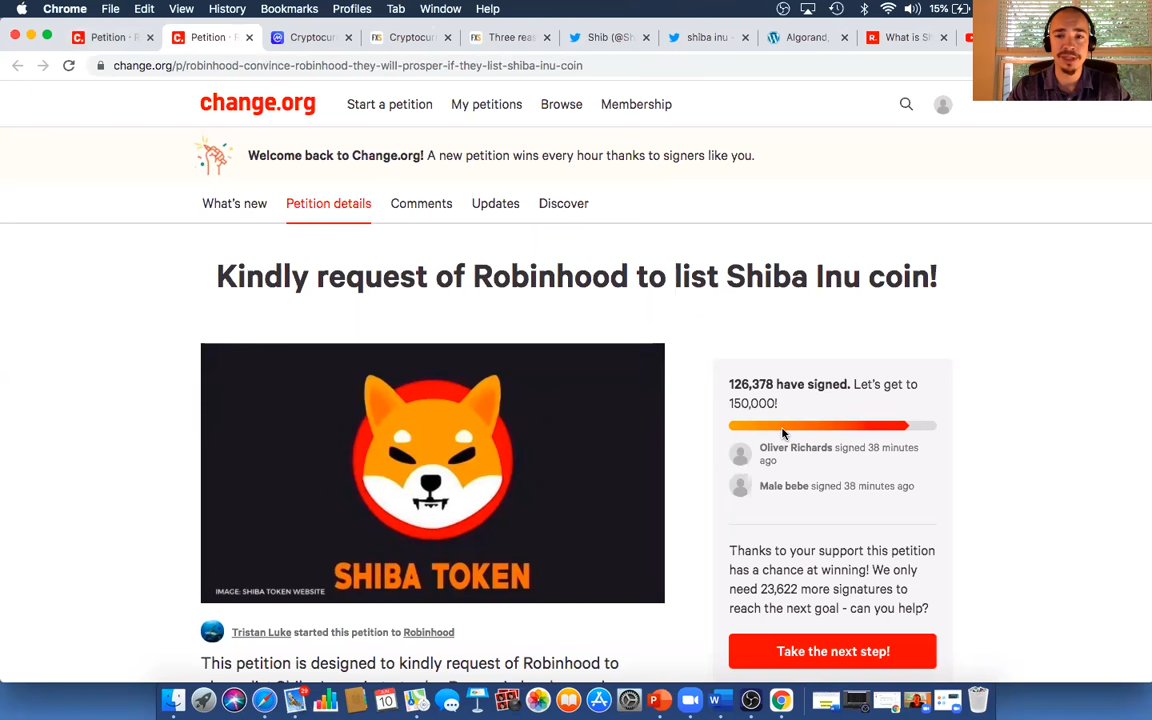 Chrome File Edit View History Bookmarks Profiles Tab Window Help 15%
Petition - R Petition - R Cryptocur Cryptocurr Three reas Shib (@Sh shiba inu - Algorand, What is S
change.org/p/robinhood-convince-robinhood-they-will-prosper-if-they-list-shiba-inu-coin
change.org Start a petition My petitions Browse Membership
Welcome back to Change.org! A new petition wins every hour thanks to signers like you.
What's new Petition details Comments Updates Discover
Kindly request of Robinhood to list Shiba Inu coin!
SHIBA TOKEN
IMAGE: SHIBA TOKEN WEBSITE
126,378 have signed. Let's get to
150,000!
Oliver Richards signed 38 minutes
ago
Male bebe signed 38 minutes ago
Thanks to your support this petition
has a chance at winning! We only
need 23,622 more signatures to
reach the next goal - can you help?
Take the next step!
Tristan Luke started this petition to Robinhood
This petition is designed to kindly request of Robinhood to